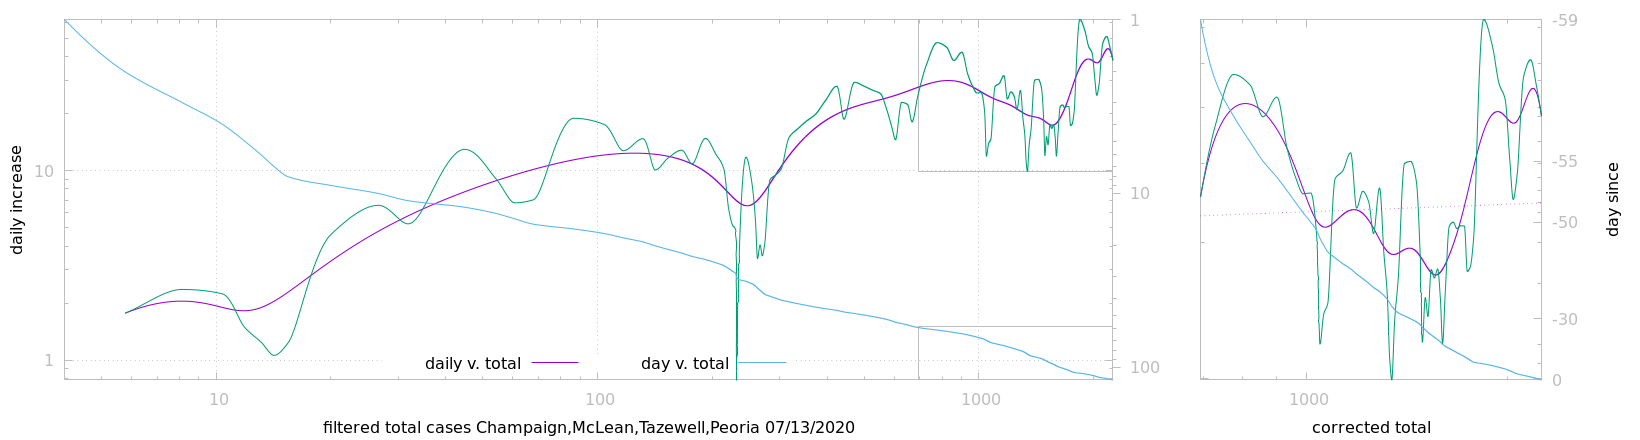 daily increase
10
1
daily v. total
day v. total
10
100
1000
filtered total cases Champaign,McLean,Tazewell,Peoria 07/13/2020
1
10
100
1000
corrected total
-59
-55
-50
-30
0
day since